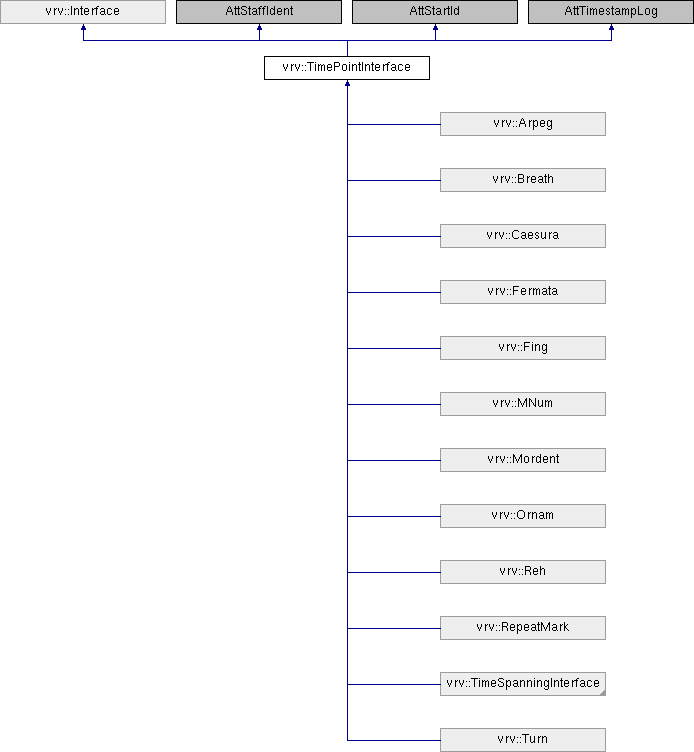 vrv::Interface AttStaffIdent AttStartId AttTimestampLog
vrv::TimePointInterface
vrv::Arpeg
vrv::Breath
vrv::Caesura
vrv::Fermata
vrv::Fing
vrv::MNum
vrv::Mordent
vrv::Ornam
vrv::Reh
vrv::RepeatMark
vrv::TimeSpanningInterface
vrv::Turn